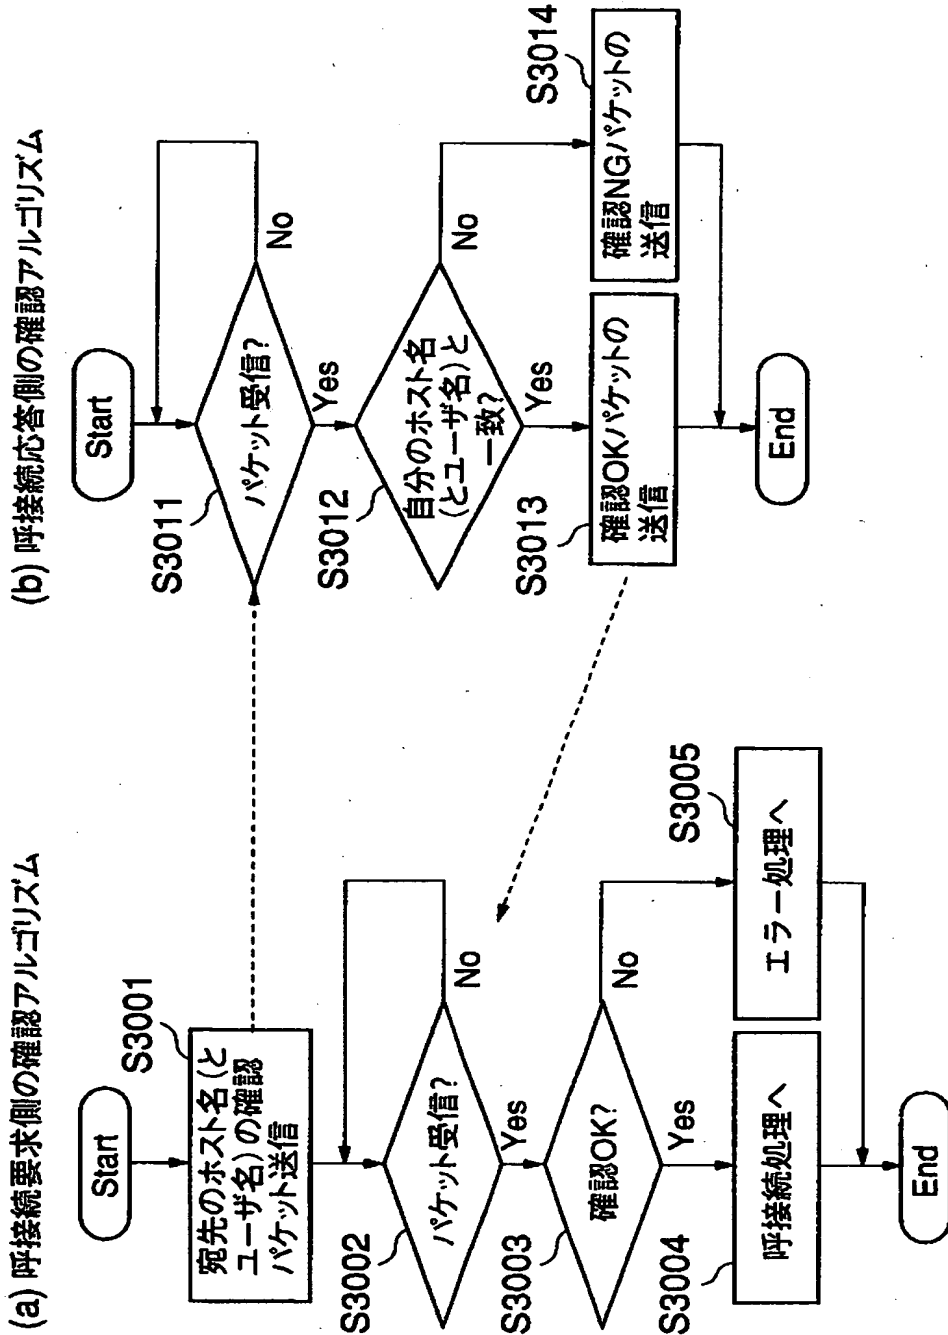 (a) 呼接続要求側の確認アルゴリズム
Start
S3001
宛先のホスト名(と
ユーザ名)の確認
パケット送信
S3002
パケット受信?
No
Yes
S3003
確認OK?
No
Yes
S3004
呼接続処理へ
S3005
エラー処理へ
End
(b) 呼接続応答側の確認アルゴリズム
Start
S3011
パケット受信?
No
Yes
S3012
自分のホスト名
(とユーザ名)と
一致?
No
Yes
S3013
確認OKパケットの
送信
S3014
確認NGパケットの
送信
End